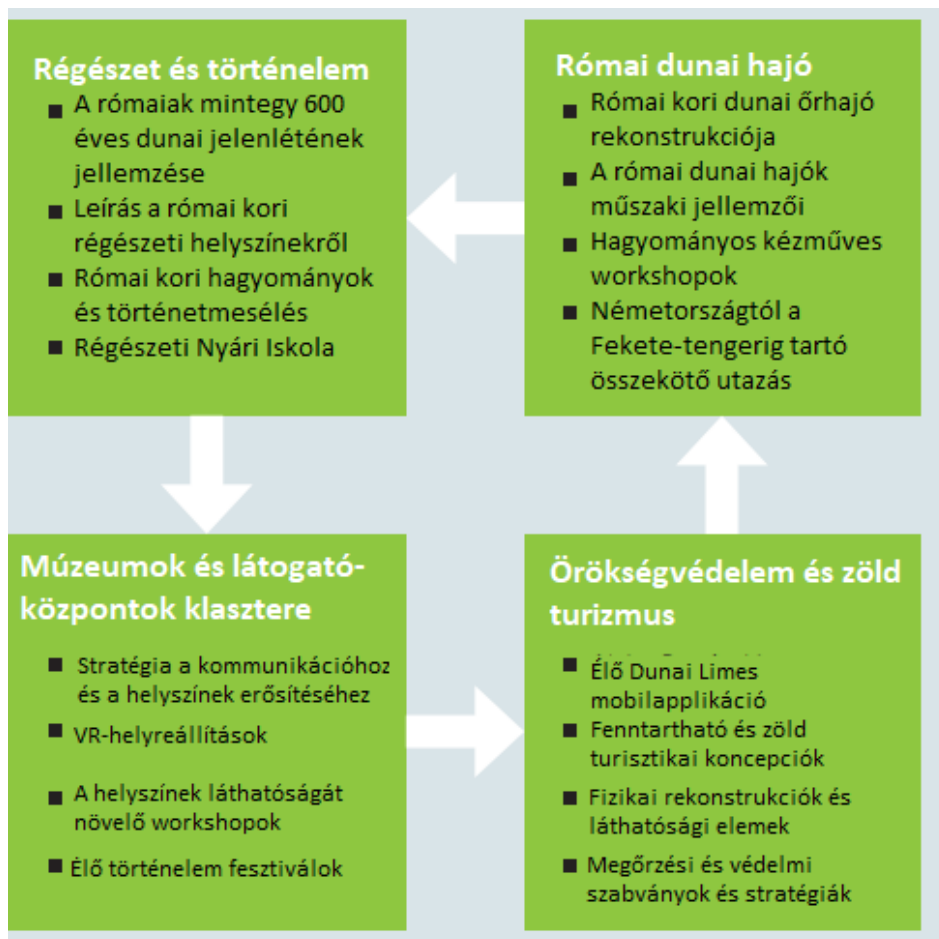 Régészet és történelem
■ A rómaiak mintegy 600
éves dunai jelenlétének
jellemzése
■ Leírás a római kori
régészeti helyszínekről
■ Római kori hagyományok
és történetmesélés
■ Régészeti Nyári Iskola
Római dunai hajó
■ Római kori dunai őrhajó
rekonstrukciója
■ A római dunai hajók
műszaki jellemzői
■ Hagyományos kézműves
workshopok
■ Németországtól a
Fekete-tengerig tartó
összekötő utazás
Múzeumok és látogató-
központok klasztere
■ Stratégia a kommunikációhoz
és a helyszínek erősítéséhez
■ VR-helyreállítások
■ A helyszínek láthatóságát
növelő workshopok
■ Élő történelem fesztiválok
Örökségvédelem és zöld
turizmus
■ Élő Dunai Limes
mobilapplikáció
■ Fenntartható és zöld
turisztikai koncepciók
■ Fizikai rekonstrukciók és
láthatósági elemek
■ Megőrzési és védelmi
szabványok és stratégiák